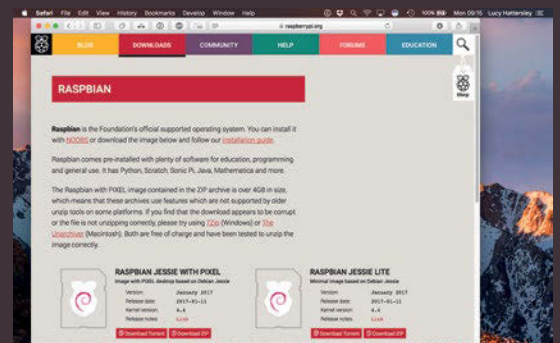 Safari File Edit View History Bookmarks Develop Window Help 100% Mon 09:15 Lucy Hattersley
raspberrypi.org
BLOG DOWNLOADS COMMUNITY HELP FORUMS EDUCATION
Shop
RASPBIAN
Raspbian is the Foundation's official supported operating system. You can install it
with NOOBS or download the image below and follow our installation guide.
Raspbian comes pre-installed with plenty of software for education, programming
and general use. It has Python, Scratch, Sonic Pi, Java, Mathematica and more.
The Raspbian with PIXEL image contained in the ZIP archive is over 4GB in size,
which means that these archives use features which are not supported by older
unzip tools on some platforms. If you find that the download appears to be corrupt
or the file is not unzipping correctly, please try using 7Zip (Windows) or The
Unarchiver (Macintosh). Both are free of charge and have been tested to unzip the
image correctly.
RASPBIAN JESSIE WITH PIXEL
Image with PIXEL desktop based on Debian Jessie
Version: January 2017
Release date: 2017-01-11
Kernel version: 4.4
Release notes: Link
Download Torrent Download ZIP
RASPBIAN JESSIE LITE
Minimal image based on Debian Jessie
Version: January 2017
Release date: 2017-01-11
Kernel version: 4.4
Release notes: Link
Download Torrent Download ZIP